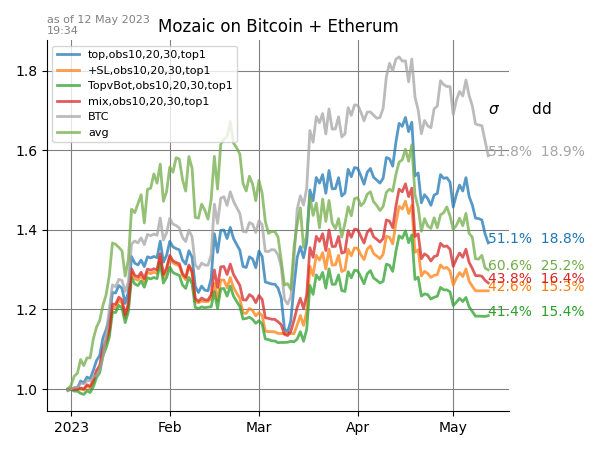 as of 12 May 2023
19:34
Mozaic on Bitcoin + Etherum
top,obs10,20,30,top1
+SL,obs10,20,30,top1
TopvBot,obs10,20,30,top1
mix,obs10,20,30,top1
BTC
avg
1.8
1.6
1.4
1.2
1.0
σ dd
51.8% 18.9%
51.1% 18.8%
60.6% 25.2%
43.8% 16.4%
42.6% 15.3%
41.4% 15.4%
2023 Feb Mar Apr May